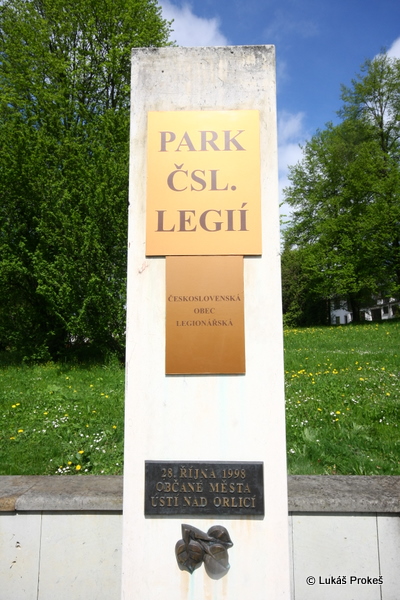 PARK
ČSL.
LEGIÍ
ČESKOSLOVENSKÁ
OBEC
LEGIONÁŘSKÁ
28. ŘÍJNA 1998
OBČANÉ MĚSTA
ÚSTÍ NAD ORLICÍ
© Lukáš Prokeš